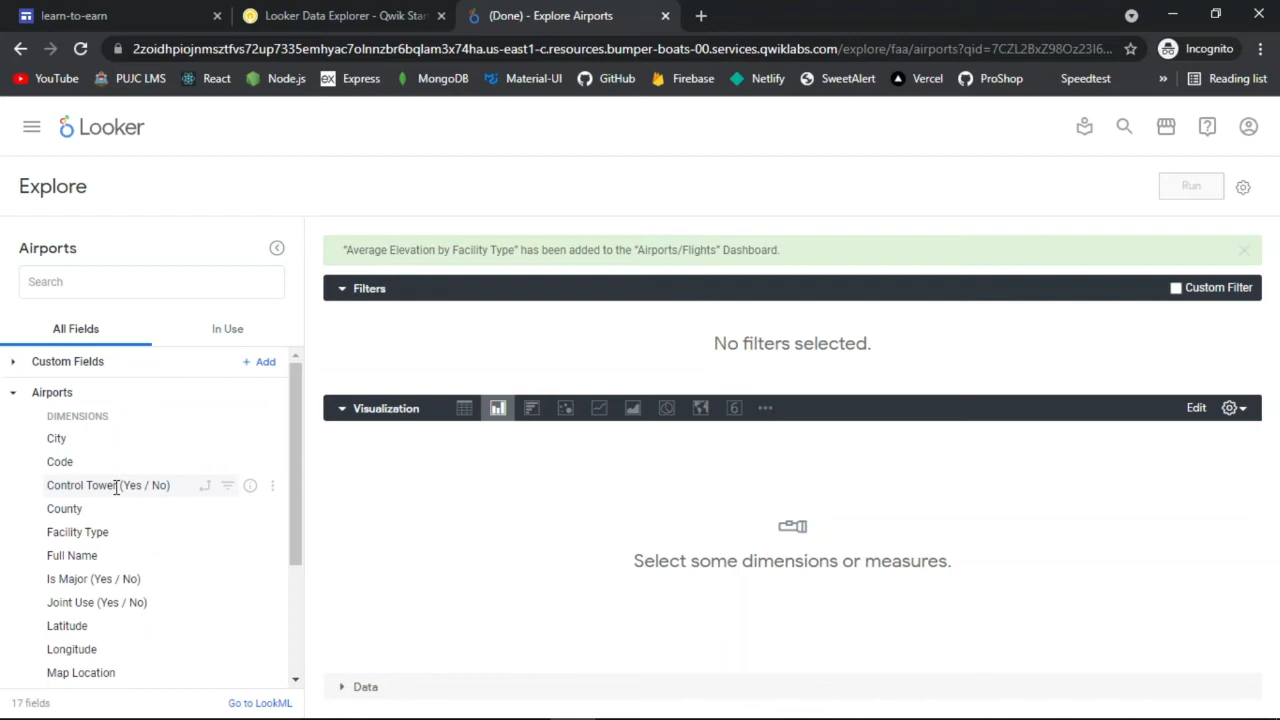 learn-to-earn
Looker Data Explorer - Qwik Star
(Done) - Explore Airports
2zoidhpiojnmsztfvs72up7335emhyac7olnnzbr6bqlam3x74ha.us-east1-c.resources.bumper-boats-00.services.qwiklabs.com/explore/faa/airports?qid=7CZL2BxZ98Oz23I6...
Incognito
YouTube
PUJC LMS
React
Node.js
ex
Express
MongoDB
Material-UI
GitHub
Firebase
Netlify
SweetAlert
Vercel
ProShop
Speedtest
»
Reading list
Looker
Explore
Run
Airports
Search
All Fields
In Use
Custom Fields
+ Add
Airports
DIMENSIONS
City
Code
Control Tower (Yes / No)
County
Facility Type
Full Name
Is Major (Yes / No)
Joint Use (Yes / No)
Latitude
Longitude
Map Location
17 fields
Go to LookML
"Average Elevation by Facility Type" has been added to the "Airports/Flights" Dashboard.
Filters
Custom Filter
No filters selected.
Visualization
6
Edit
Select some dimensions or measures.
Data